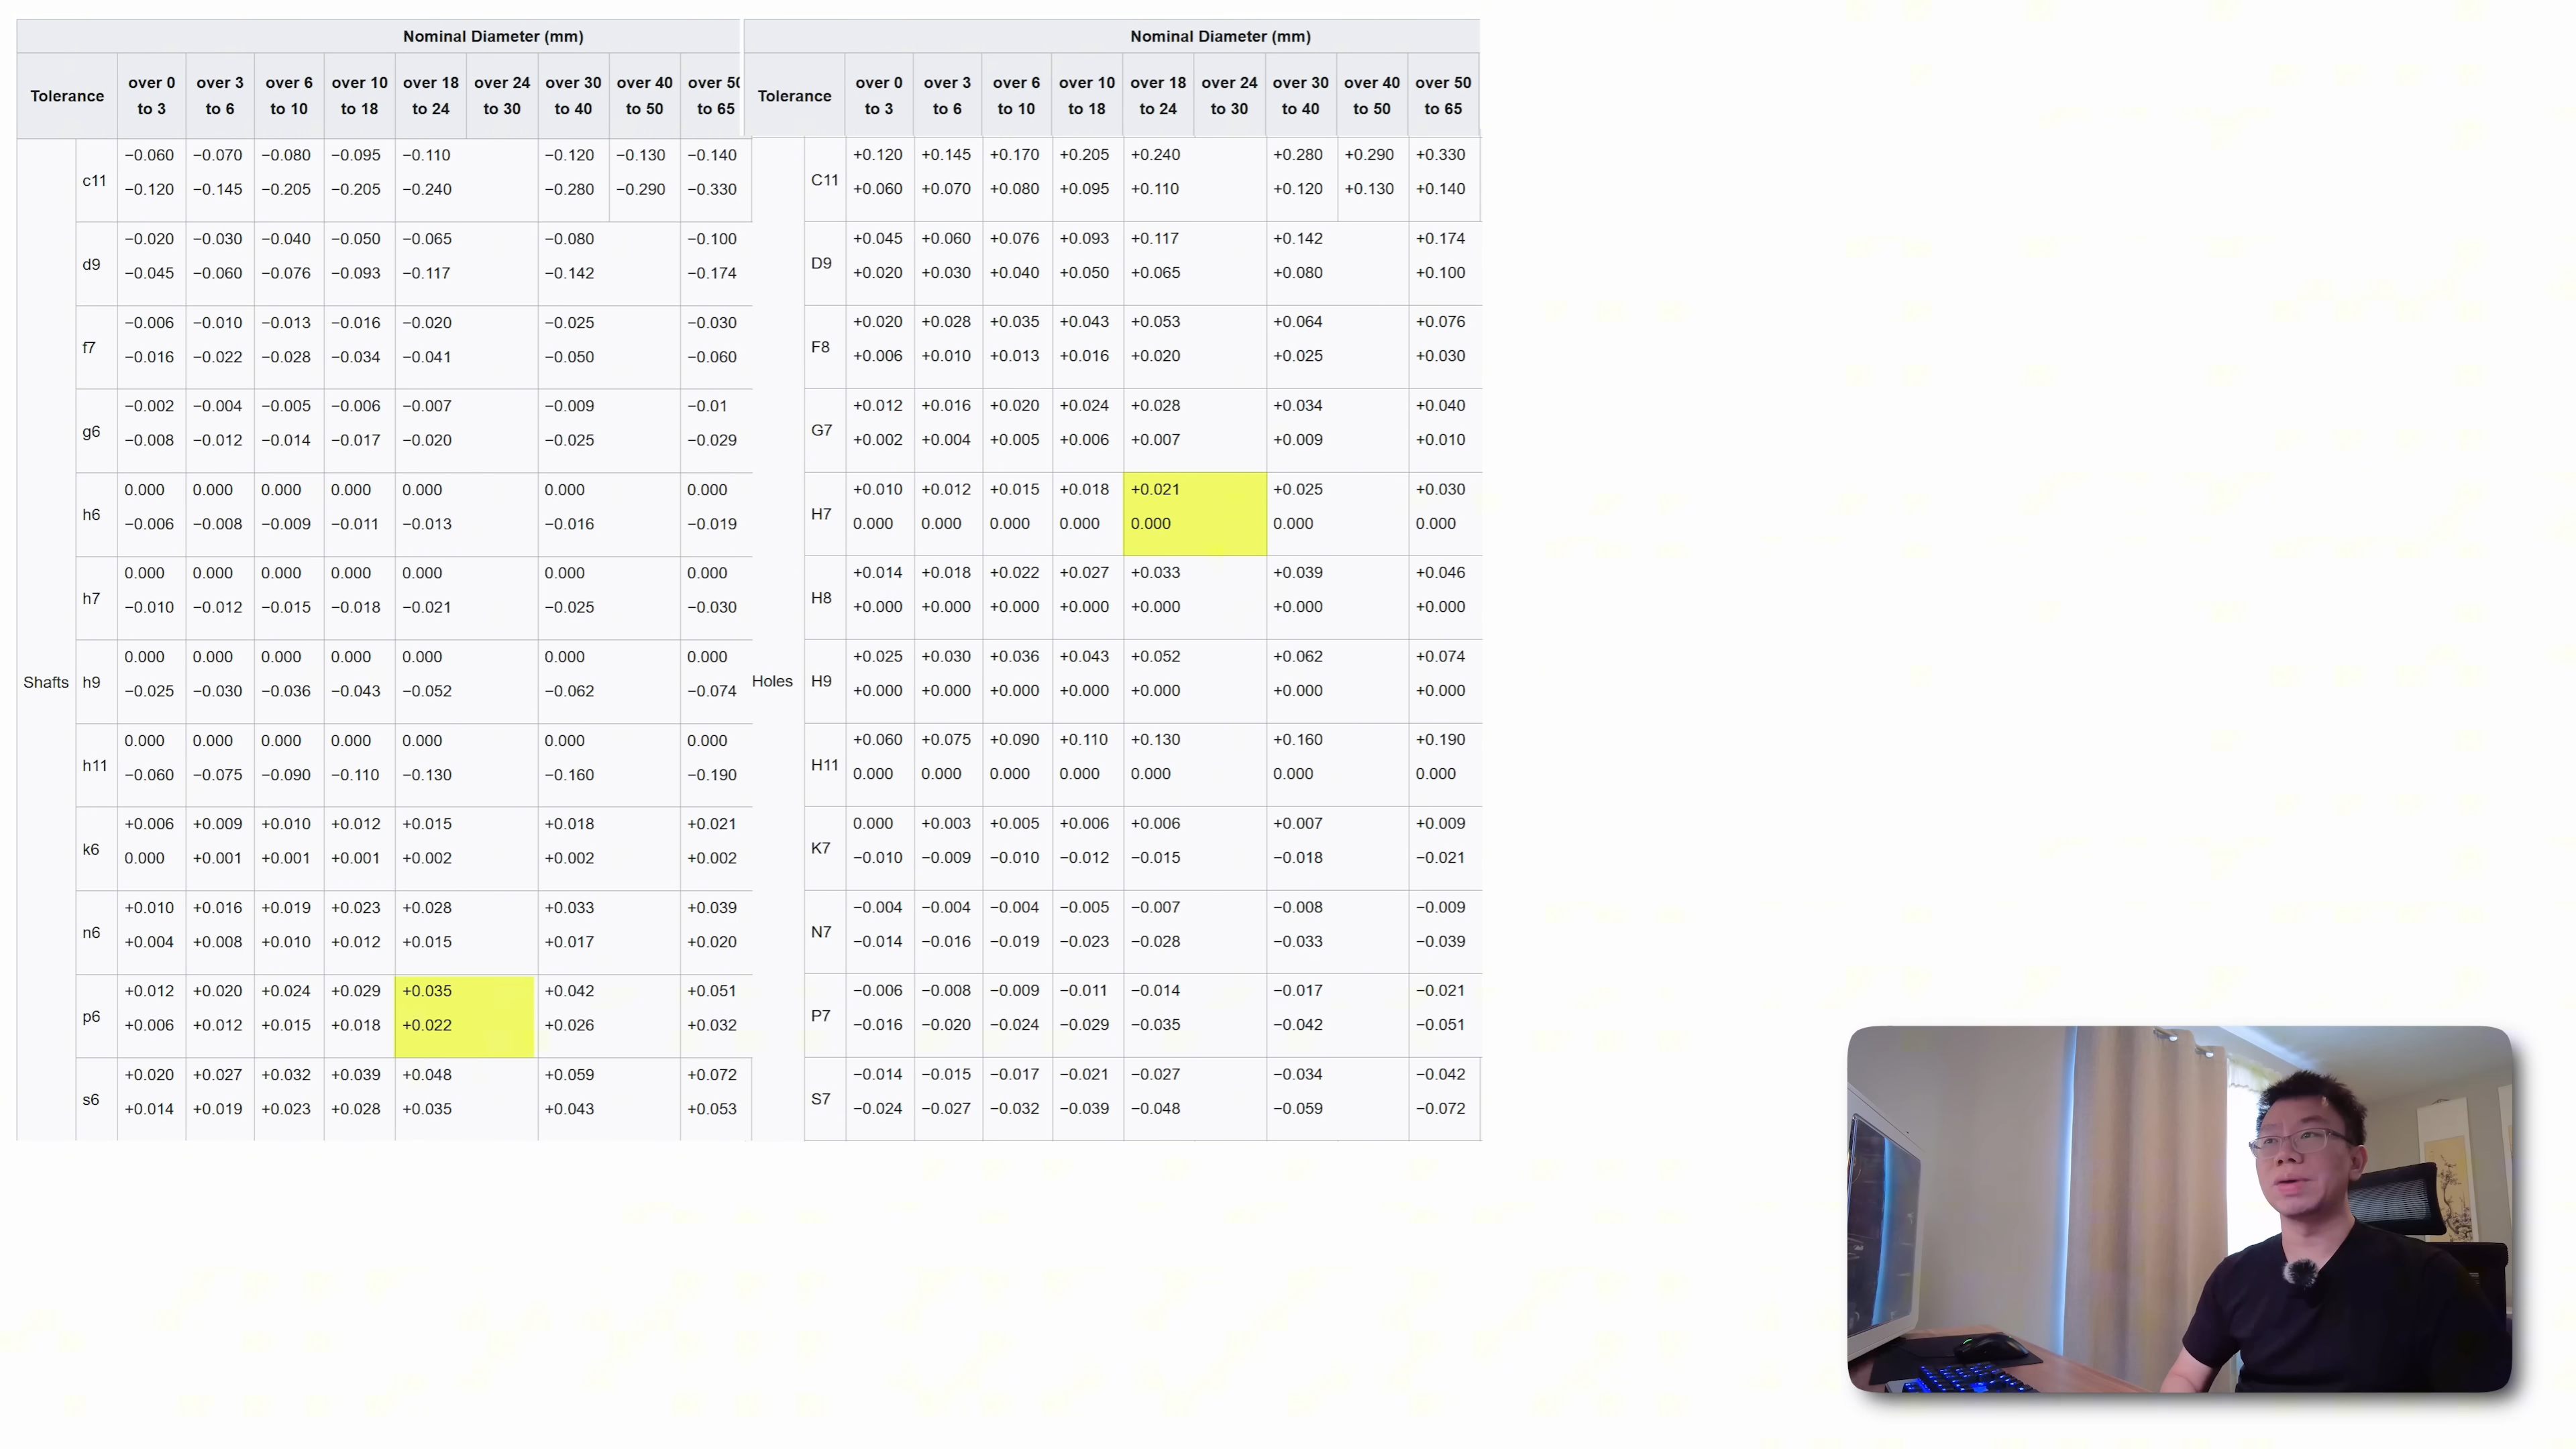 Nominal Diameter (mm)
Tolerance over 0 to 3 over 3 to 6 over 6 to 10 over 10 to 18 over 18 to 24 over 24 to 30 over 30 to 40 over 40 to 50 over 50 to 65
Shafts
c11
−0.060 −0.070 −0.080 −0.095 −0.110 −0.120 −0.130 −0.140
−0.120 −0.145 −0.205 −0.205 −0.240 −0.280 −0.290 −0.330
d9
−0.020 −0.030 −0.040 −0.050 −0.065 −0.080 −0.100
−0.045 −0.060 −0.076 −0.093 −0.117 −0.142 −0.174
f7
−0.006 −0.010 −0.013 −0.016 −0.020 −0.025 −0.030
−0.016 −0.022 −0.028 −0.034 −0.041 −0.050 −0.060
g6
−0.002 −0.004 −0.005 −0.006 −0.007 −0.009 −0.01
−0.008 −0.012 −0.014 −0.017 −0.020 −0.025 −0.029
h6
0.000 0.000 0.000 0.000 0.000 0.000 0.000
−0.006 −0.008 −0.009 −0.011 −0.013 −0.016 −0.019
h7
0.000 0.000 0.000 0.000 0.000 0.000 0.000
−0.010 −0.012 −0.015 −0.018 −0.021 −0.025 −0.030
h9
0.000 0.000 0.000 0.000 0.000 0.000 0.000
−0.025 −0.030 −0.036 −0.043 −0.052 −0.062 −0.074
h11
0.000 0.000 0.000 0.000 0.000 0.000 0.000
−0.060 −0.075 −0.090 −0.110 −0.130 −0.160 −0.190
k6
+0.006 +0.009 +0.010 +0.012 +0.015 +0.018 +0.021
0.000 +0.001 +0.001 +0.001 +0.002 +0.002 +0.002
n6
+0.010 +0.016 +0.019 +0.023 +0.028 +0.033 +0.039
+0.004 +0.008 +0.010 +0.012 +0.015 +0.017 +0.020
p6
+0.012 +0.020 +0.024 +0.029 +0.035 +0.042 +0.051
+0.006 +0.012 +0.015 +0.018 +0.022 +0.026 +0.032
s6
+0.020 +0.027 +0.032 +0.039 +0.048 +0.059 +0.072
+0.014 +0.019 +0.023 +0.028 +0.035 +0.043 +0.053
Nominal Diameter (mm)
Tolerance over 0 to 3 over 3 to 6 over 6 to 10 over 10 to 18 over 18 to 24 over 24 to 30 over 30 to 40 over 40 to 50 over 50 to 65
Holes
C11
+0.120 +0.145 +0.170 +0.205 +0.240 +0.280 +0.290 +0.330
+0.060 +0.070 +0.080 +0.095 +0.110 +0.120 +0.130 +0.140
D9
+0.045 +0.060 +0.076 +0.093 +0.117 +0.142 +0.174
+0.020 +0.030 +0.040 +0.050 +0.065 +0.080 +0.100
F8
+0.020 +0.028 +0.035 +0.043 +0.053 +0.064 +0.076
+0.006 +0.010 +0.013 +0.016 +0.020 +0.025 +0.030
G7
+0.012 +0.016 +0.020 +0.024 +0.028 +0.034 +0.040
+0.002 +0.004 +0.005 +0.006 +0.007 +0.009 +0.010
H7
+0.010 +0.012 +0.015 +0.018 +0.021 +0.025 +0.030
0.000 0.000 0.000 0.000 0.000 0.000 0.000
H8
+0.014 +0.018 +0.022 +0.027 +0.033 +0.039 +0.046
+0.000 +0.000 +0.000 +0.000 +0.000 +0.000 +0.000
H9
+0.025 +0.030 +0.036 +0.043 +0.052 +0.062 +0.074
+0.000 +0.000 +0.000 +0.000 +0.000 +0.000 +0.000
H11
+0.060 +0.075 +0.090 +0.110 +0.130 +0.160 +0.190
0.000 0.000 0.000 0.000 0.000 0.000 0.000
K7
0.000 +0.003 +0.005 +0.006 +0.006 +0.007 +0.009
−0.010 −0.009 −0.010 −0.012 −0.015 −0.018 −0.021
N7
−0.004 −0.004 −0.004 −0.005 −0.007 −0.008 −0.009
−0.014 −0.016 −0.019 −0.023 −0.028 −0.033 −0.039
P7
−0.006 −0.008 −0.009 −0.011 −0.014 −0.017 −0.021
−0.016 −0.020 −0.024 −0.029 −0.035 −0.042 −0.051
S7
−0.014 −0.015 −0.017 −0.021 −0.027 −0.034 −0.042
−0.024 −0.027 −0.032 −0.039 −0.048 −0.059 −0.072